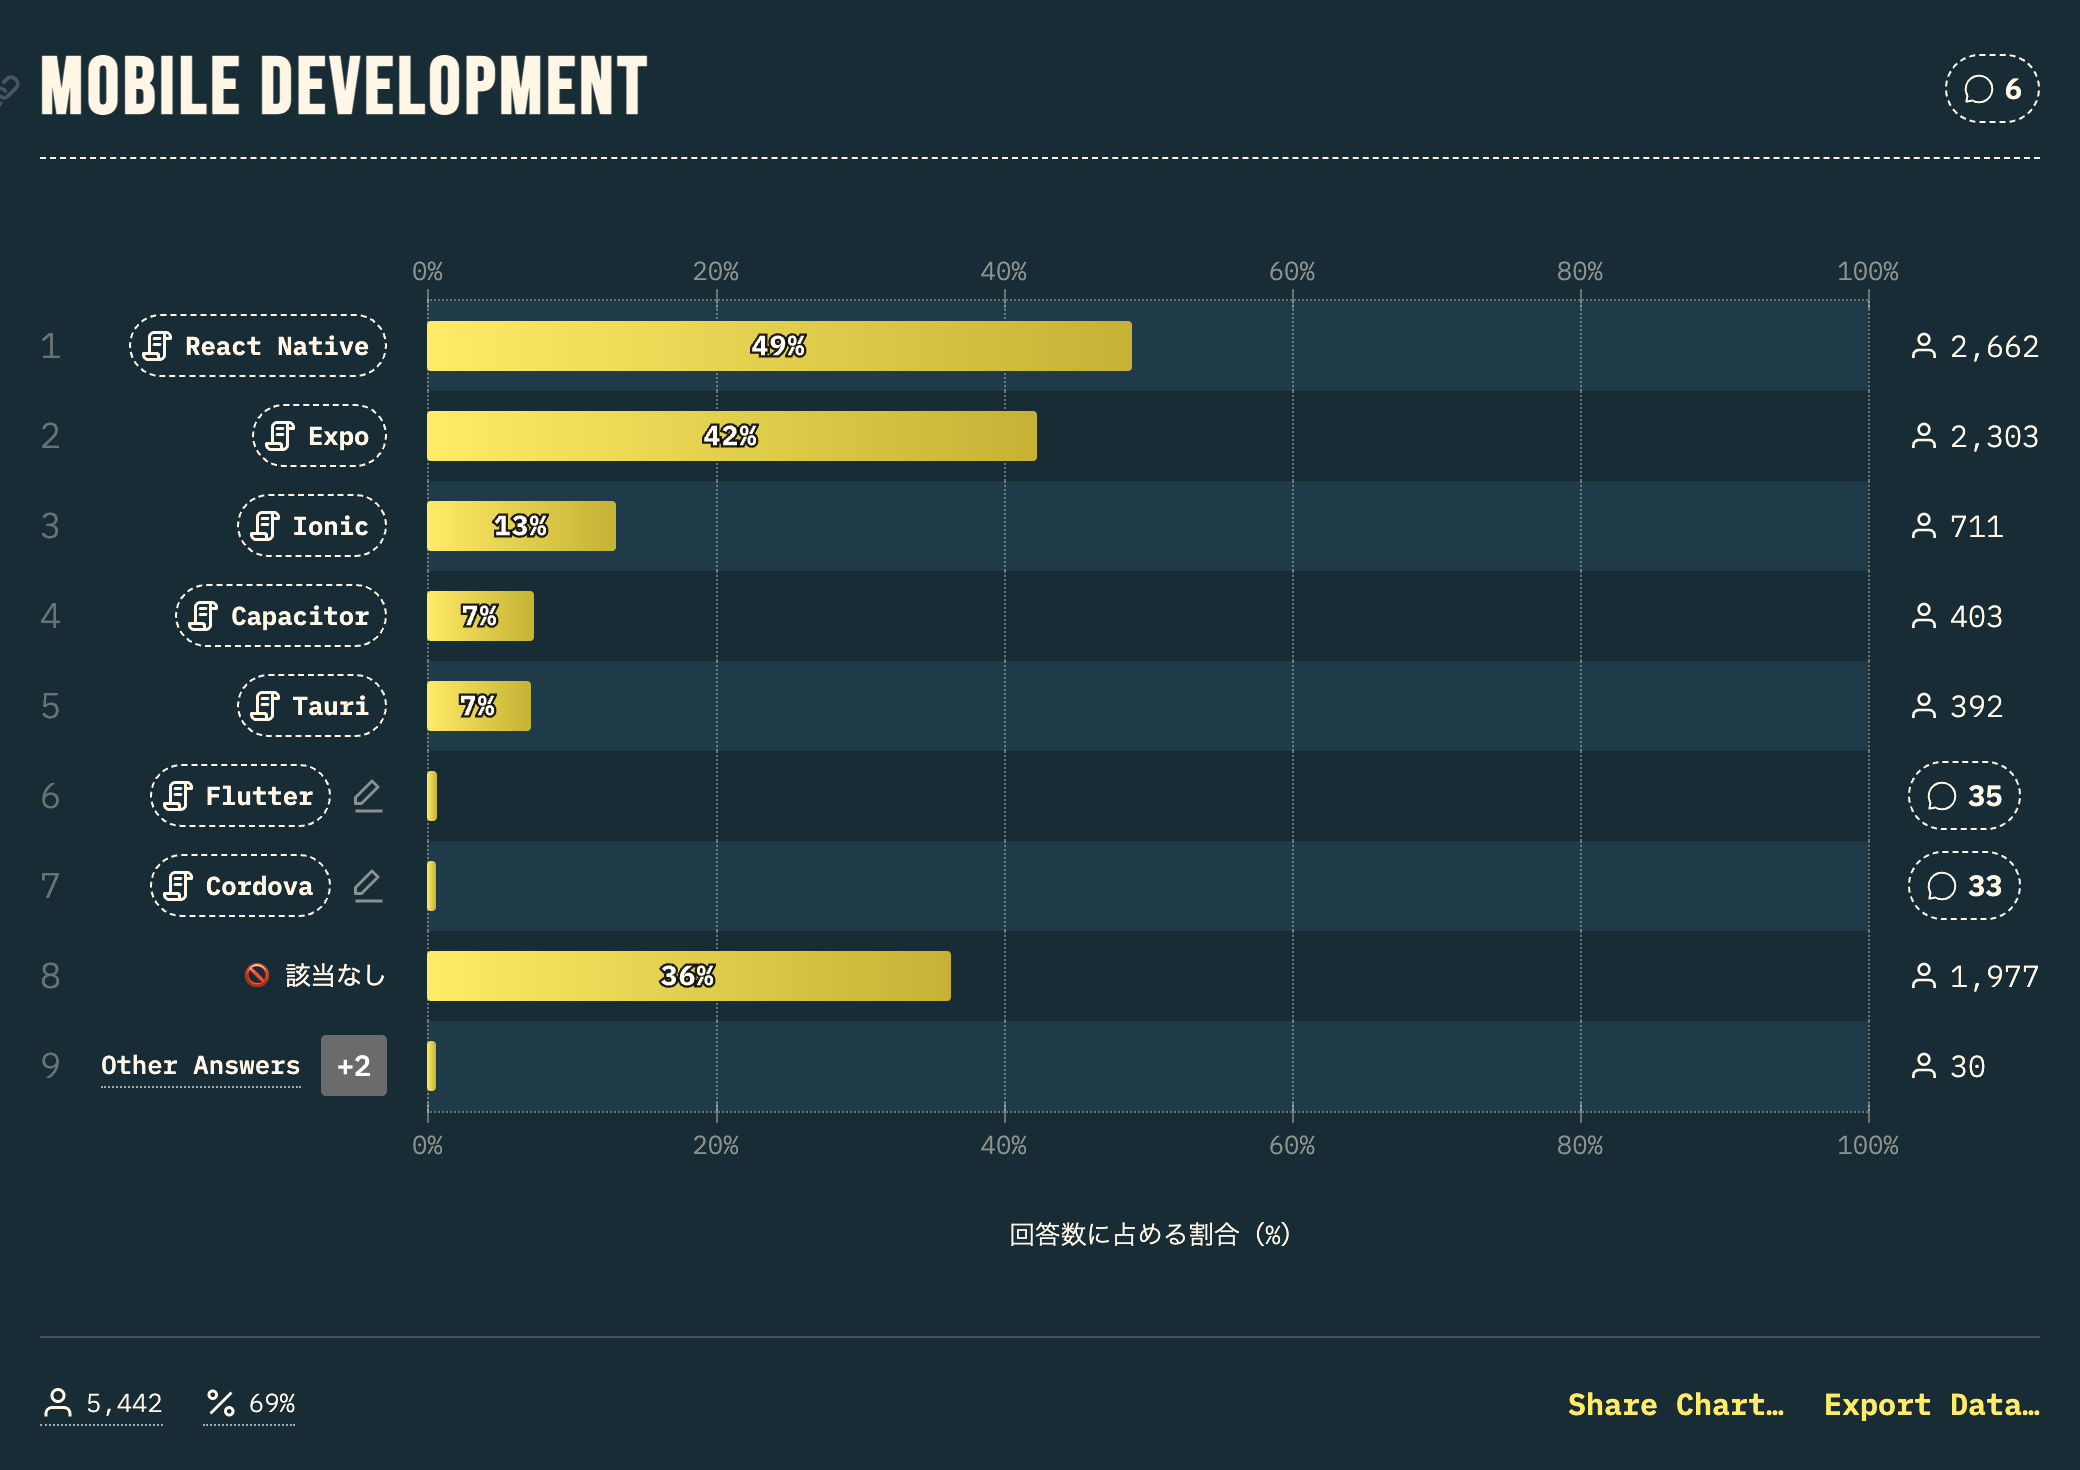 MOBILE DEVELOPMENT
6
0% 20% 40% 60% 80% 100%
1 React Native 49% 2,662
2 Expo 42% 2,303
3 Ionic 13% 711
4 Capacitor 7% 403
5 Tauri 7% 392
6 Flutter 35
7 Cordova 33
8 該当なし 36% 1,977
9 Other Answers +2 30
0% 20% 40% 60% 80% 100%
回答数に占める割合 (%)
5,442 69% Share Chart… Export Data…